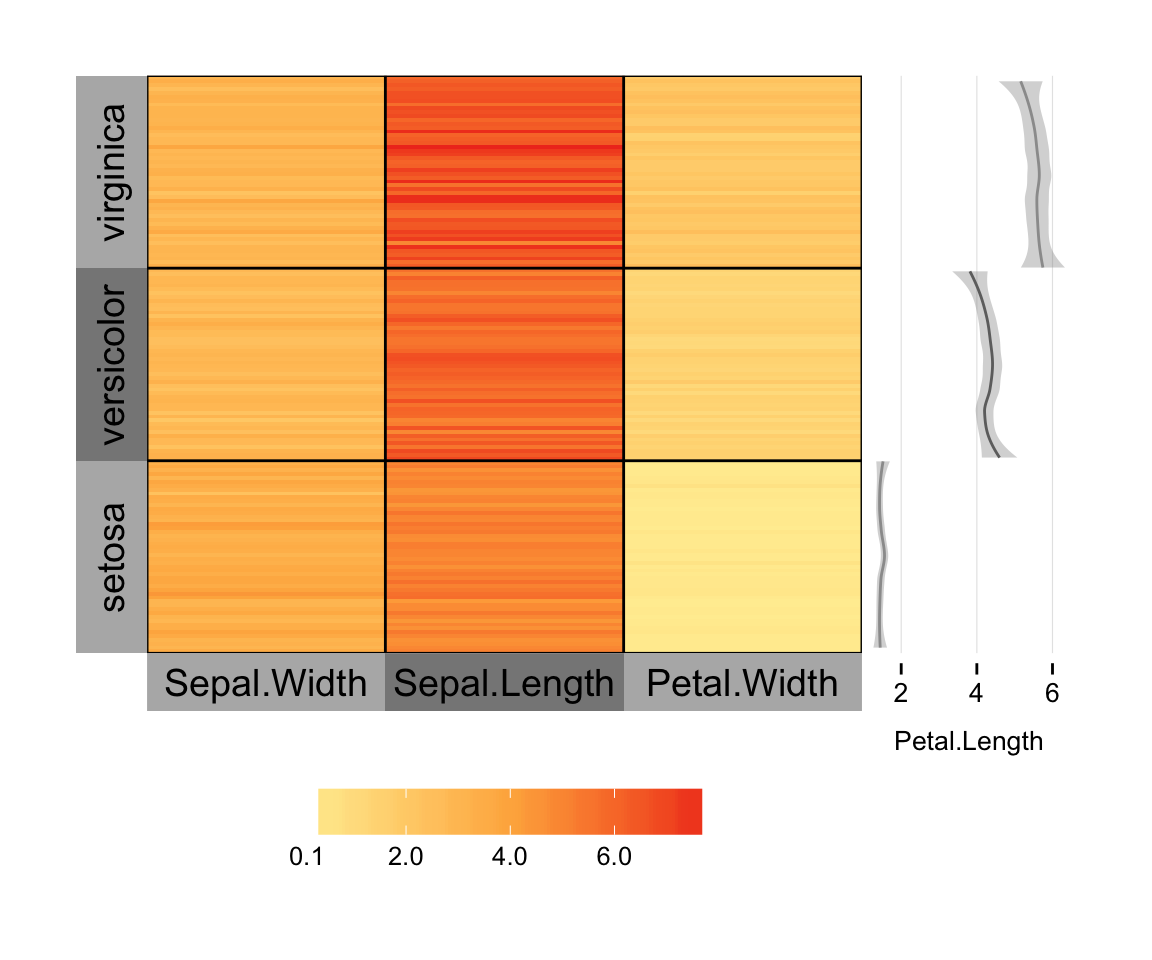 virginica
versicolor
setosa
Sepal.Width Sepal.Length Petal.Width
2 4 6
Petal.Length
0.1 2.0 4.0 6.0